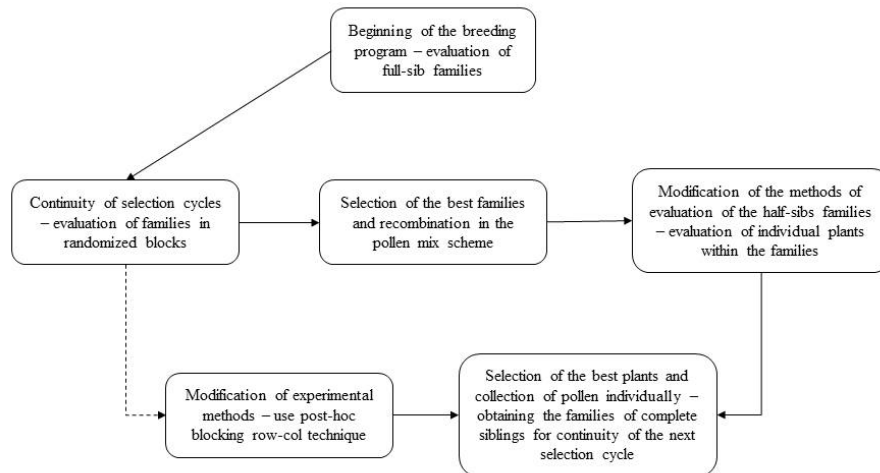 Beginning of the breeding
program – evaluation of
full-sib families
Continuity of selection cycles
– evaluation of families in
randomized blocks
Selection of the best families
and recombination in the
pollen mix scheme
Modification of the methods of
evaluation of the half-sibs families
– evaluation of individual plants
within the families
Modification of experimental
methods – use post-hoc
blocking row-col technique
Selection of the best plants and
collection of pollen individually –
obtaining the families of complete
siblings for continuity of the next
selection cycle